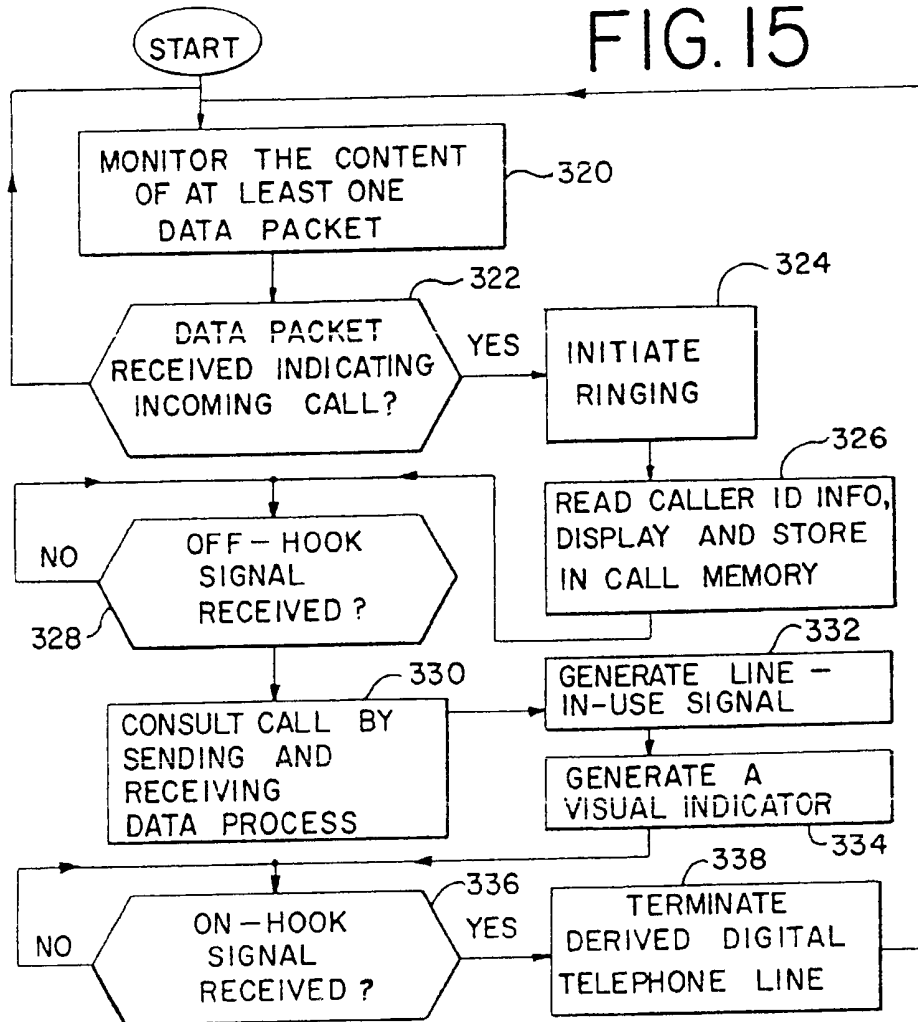 FIG. 15
START
MONITOR THE CONTENT
OF AT LEAST ONE
DATA PACKET
320
322
DATA PACKET
RECEIVED INDICATING
INCOMING CALL?
YES
324
INITIATE
RINGING
326
READ CALLER ID INFO,
DISPLAY AND STORE
IN CALL MEMORY
NO
OFF-HOOK
SIGNAL
RECEIVED?
328
330
CONSULT CALL BY
SENDING AND
RECEIVING
DATA PROCESS
332
GENERATE LINE-
IN-USE SIGNAL
GENERATE A
VISUAL INDICATOR
334
NO
336
ON-HOOK
SIGNAL
RECEIVED?
YES
338
TERMINATE
DERIVED DIGITAL
TELEPHONE LINE